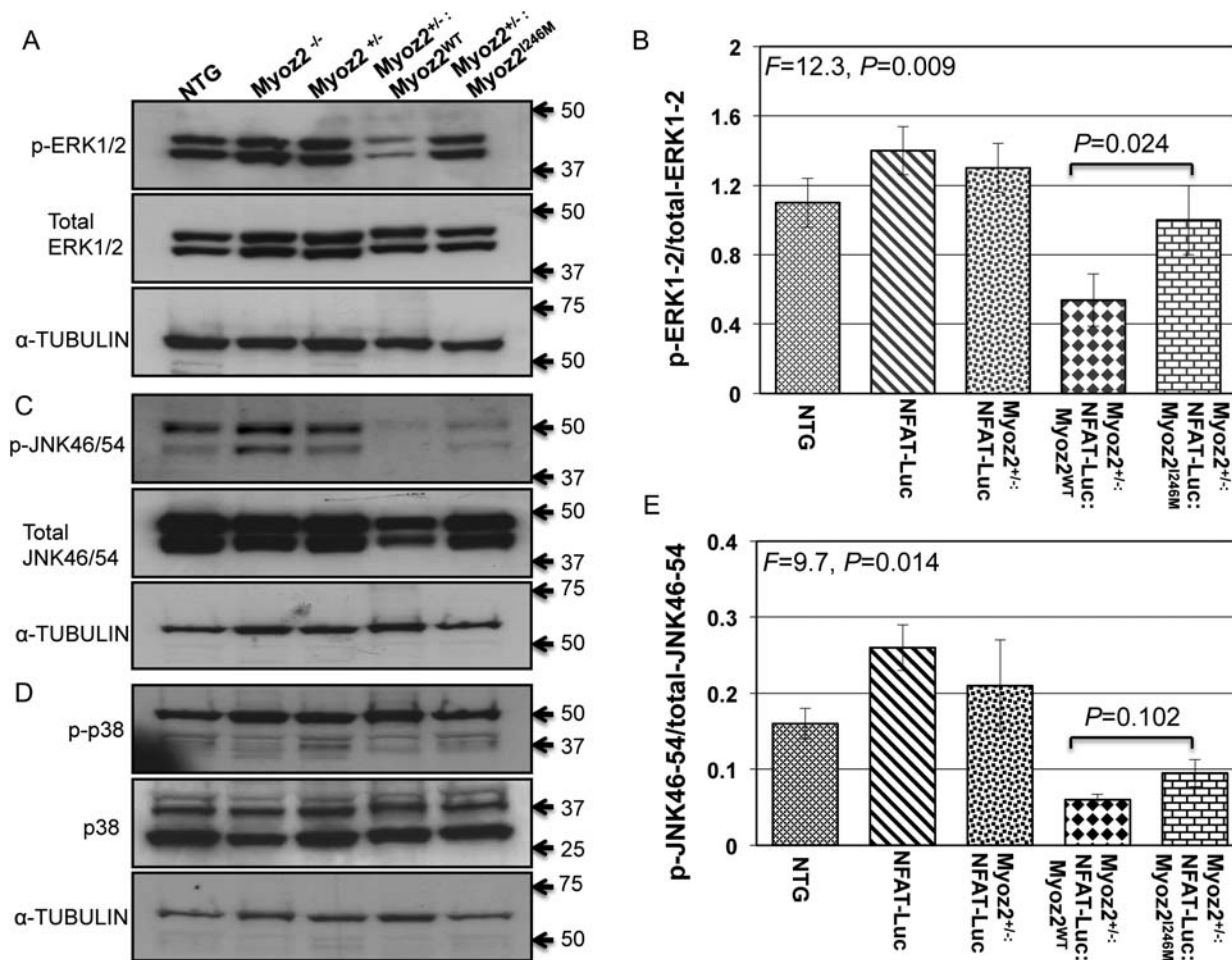 A
NTG
Myoz2 -/-
Myoz2 +/-
Myoz2+/- :
Myoz2WT
Myoz2+/- :
Myoz2I246M
p-ERK1/2
50
37
Total
ERK1/2
50
37
α-TUBULIN
75
50
C
p-JNK46/54
50
37
Total
JNK46/54
50
37
α-TUBULIN
75
50
D
p-p38
50
37
p38
37
25
α-TUBULIN
75
50
B
F=12.3, P=0.009
P=0.024
p-ERK1-2/total-ERK1-2
2
1.6
1.2
0.8
0.4
0
NTG
NFAT-Luc
Myoz2+/-:
NFAT-Luc
Myoz2+/-:
NFAT-Luc:
Myoz2WT
Myoz2+/-:
NFAT-Luc:
Myoz2I246M
E
F=9.7, P=0.014
P=0.102
p-JNK46-54/total-JNK46-54
0.4
0.3
0.2
0.1
0
NTG
NFAT-Luc
Myoz2+/-:
NFAT-Luc
Myoz2+/-:
NFAT-Luc:
Myoz2WT
Myoz2+/-:
NFAT-Luc:
Myoz2I246M